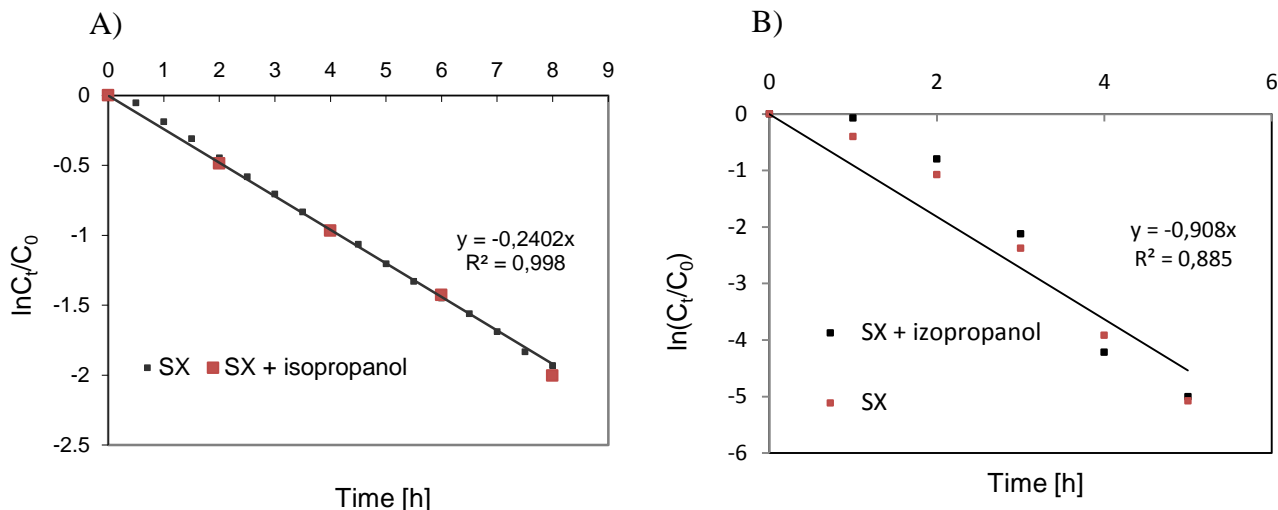 A)
0 1 2 3 4 5 6 7 8 9
0
-0.5
-1
-1.5
-2
-2.5
lnCt/C0
y = -0,2402x
R² = 0,998
SX SX + isopropanol
Time [h]
B)
0 2 4 6
0
-1
-2
-3
-4
-5
-6
ln(Ct/C0)
y = -0,908x
R² = 0,885
SX + izopropanol
SX
Time [h]